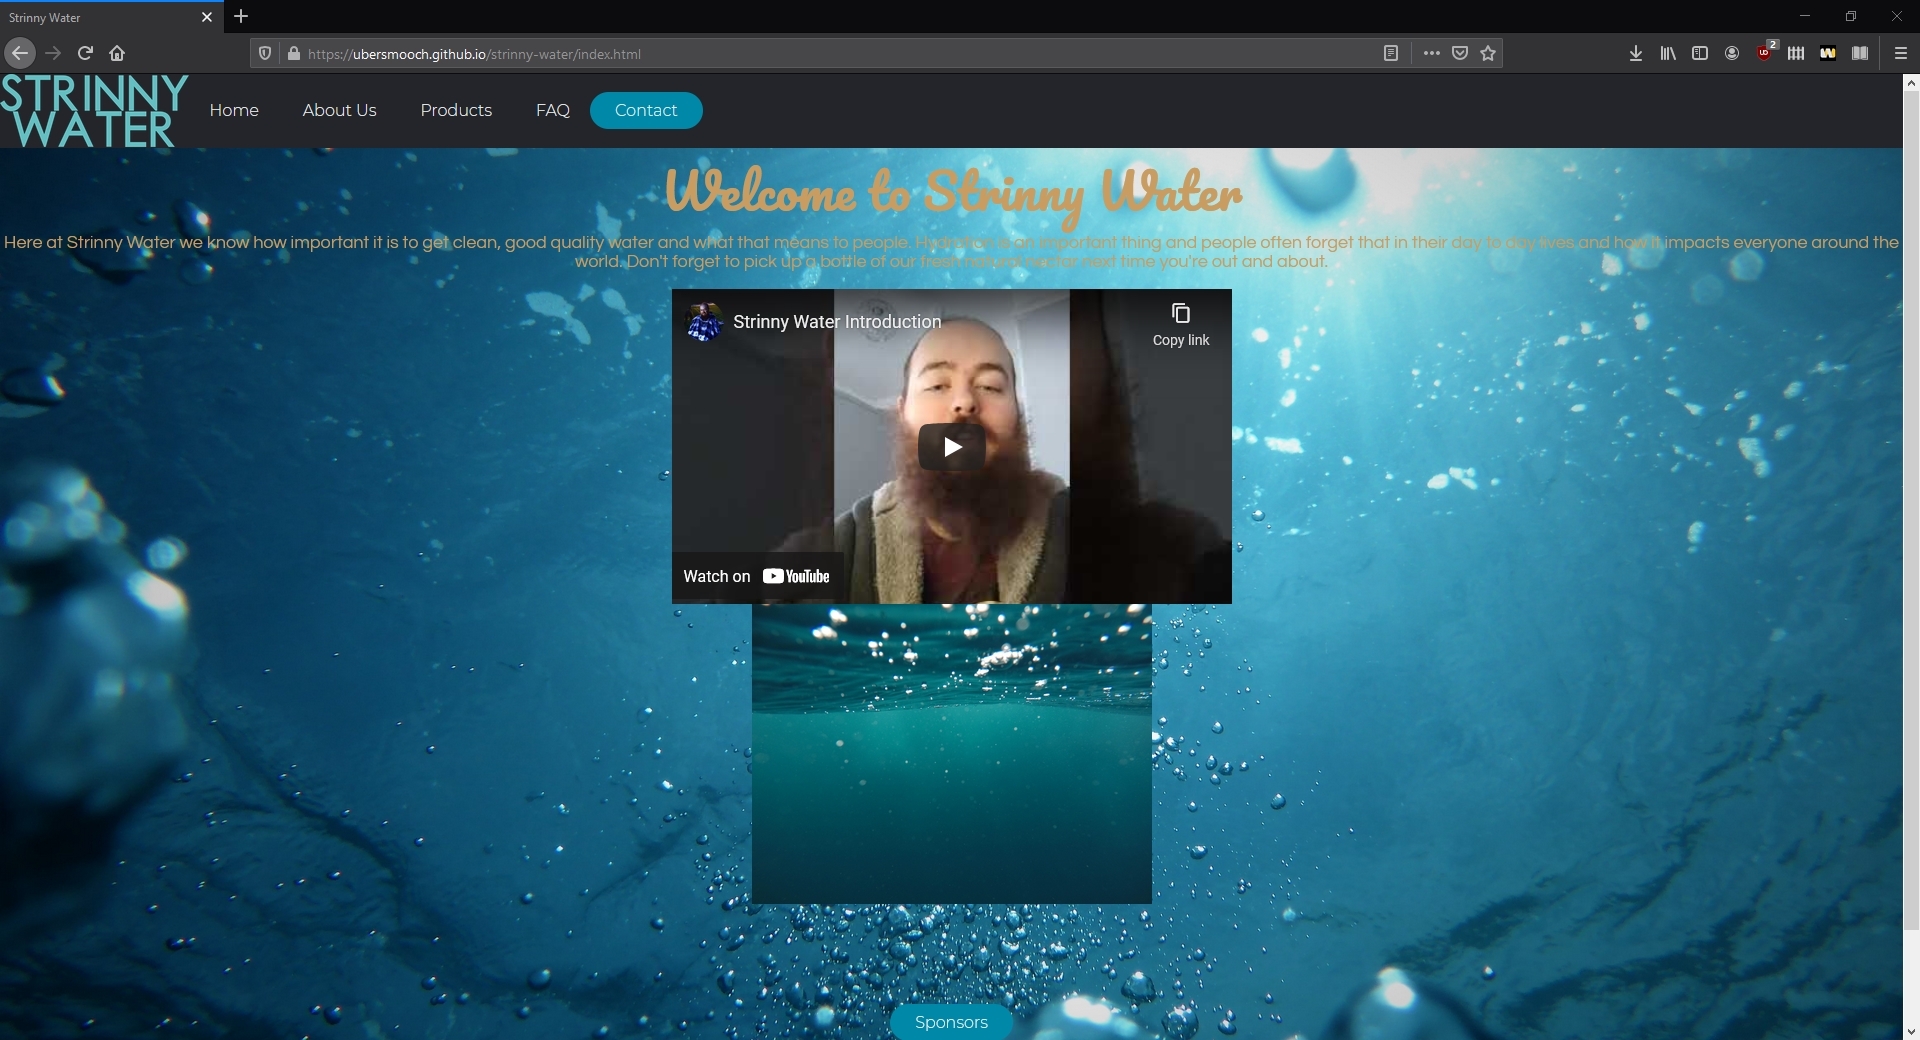 Strinny Water
2
https://ubersmooch.github.io/strinny-water/index.html
STRINNY
WATER
Home About Us Products FAQ Contact
Welcome to Strinny Water
Here at Strinny Water we know how important it is to get clean, good quality water and what that means to people. Hydration is an important thing and people often forget that in their day to day lives and how it impacts everyone around the
world. Don't forget to pick up a bottle of our fresh natural nectar next time you're out and about.
Strinny Water Introduction
Copy link
Watch on YouTube
Sponsors